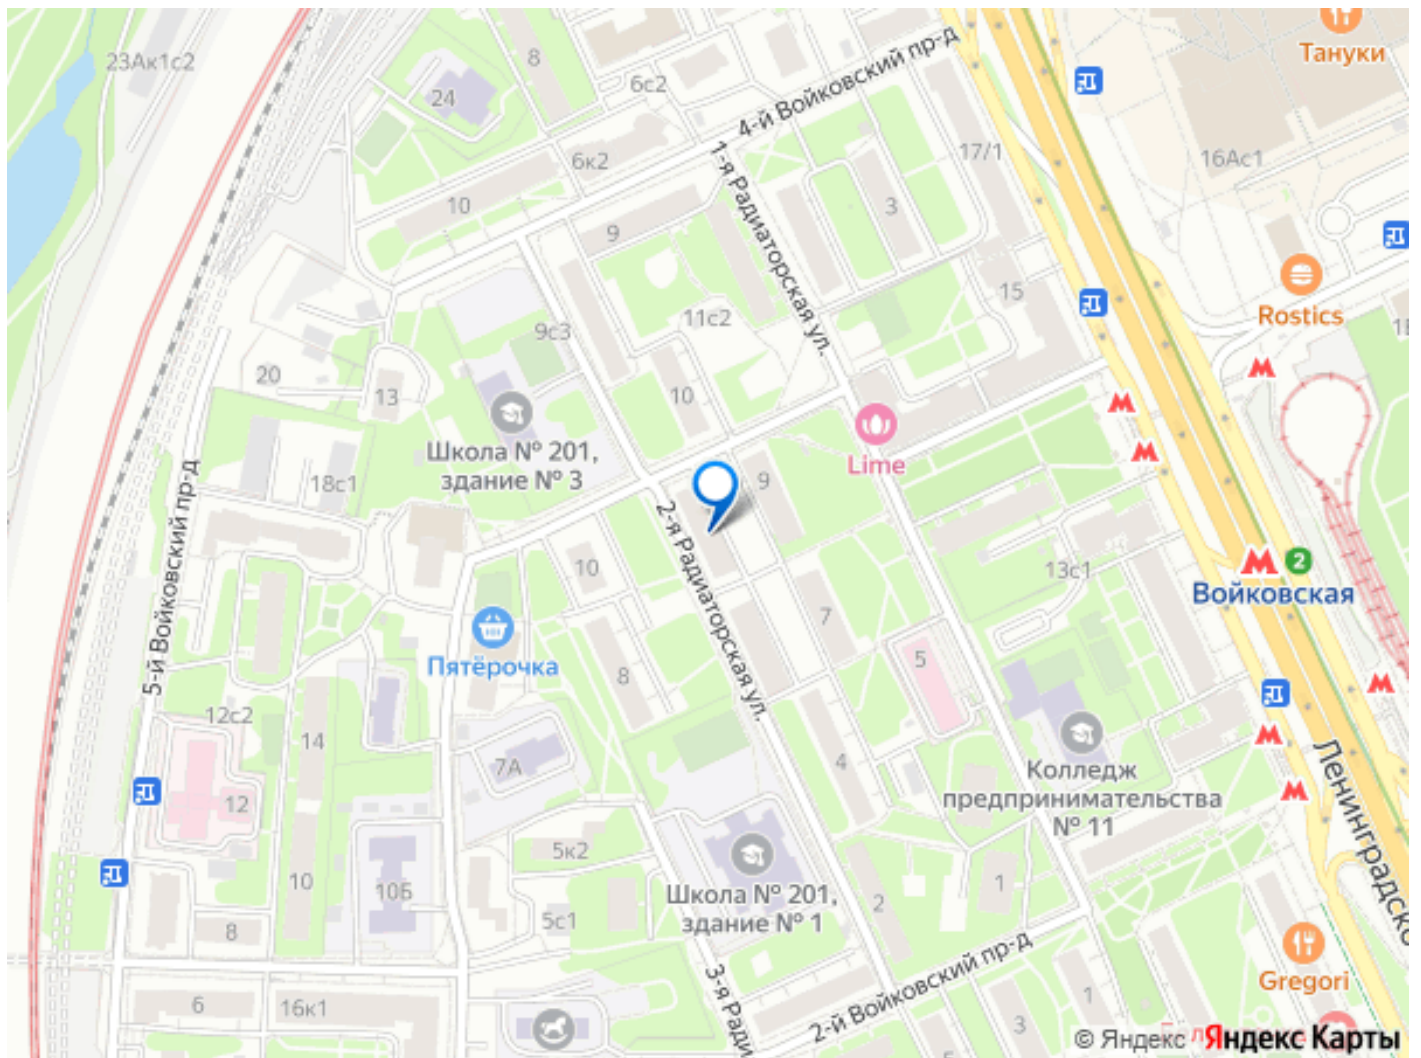 Тануки
23Ак1с2
8
24
6с2
4-й Войковский пр-д
17/1
16Ас1
6к2
1-я Радиаторская ул.
10
3
9
15
Rostics
9с3
11с2
20
13
10
Школа № 201,
здание № 3
Lime
18с1
9
5-й Войковский пр-д
2-я Радиаторская ул.
10
13с1
2
Войковская
7
Пятёрочка
8
5
12с2
14
7А
4
Колледж
предпринимательства
№ 11
Ленинградско
12
5к2
10
10Б
Школа № 201,
здание № 1
1
2
5с1
8
2-й Войковский пр-д
Gregori
3-я Ради
6
16к1
1
3
© Яндекс
Яндекс Карты